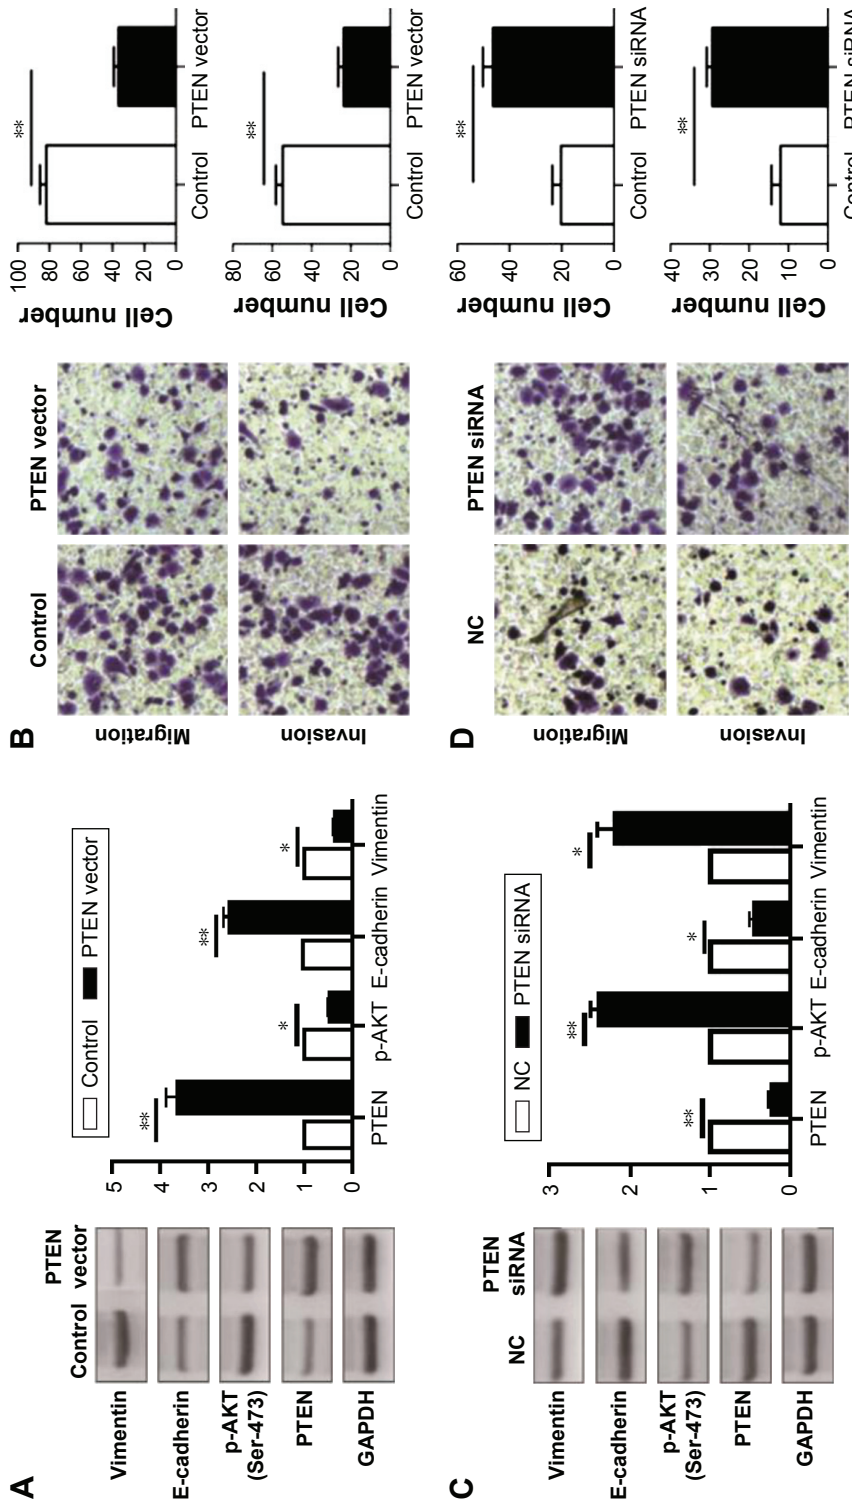 A
Control
PTEN
vector
Vimentin
E-cadherin
p-AKT
(Ser-473)
PTEN
GAPDH
Control
PTEN vector
5
4
3
2
1
0
**
*
**
*
PTEN
p-AKT
E-cadherin
Vimentin
B
Control
PTEN vector
Migration
Invasion
Cell number
100
80
60
40
20
0
**
Control
PTEN vector
Cell number
80
60
40
20
0
**
Control
PTEN vector
C
NC
PTEN
siRNA
Vimentin
E-cadherin
p-AKT
(Ser-473)
PTEN
GAPDH
NC
PTEN siRNA
3
2
1
0
**
**
*
*
PTEN
p-AKT
E-cadherin
Vimentin
D
NC
PTEN siRNA
Migration
Invasion
Cell number
60
40
20
0
**
Control
PTEN siRNA
Cell number
40
30
20
10
0
**
Control
PTEN siRNA